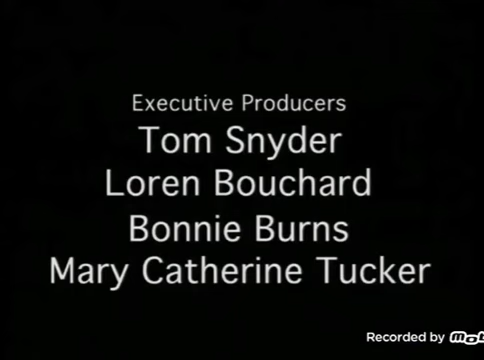 Executive Producers
Tom Snyder
Loren Bouchard
Bonnie Burns
Mary Catherine Tucker
Recorded by